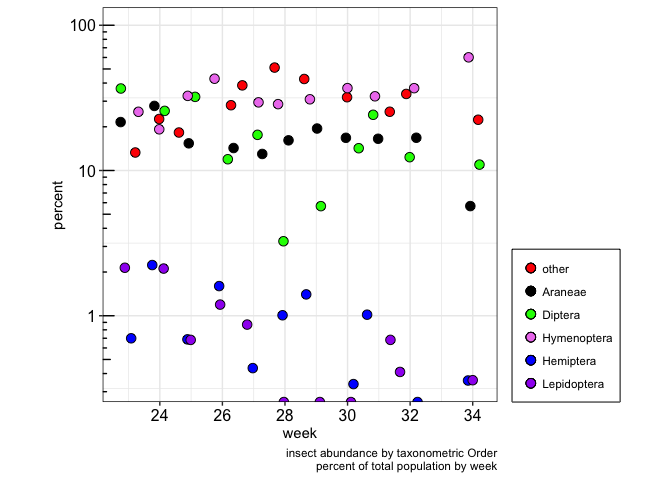 100
10
1
percent
24
26
28
30
32
34
week
other
Araneae
Diptera
Hymenoptera
Hemiptera
Lepidoptera
insect abundance by taxonometric Order
percent of total population by week